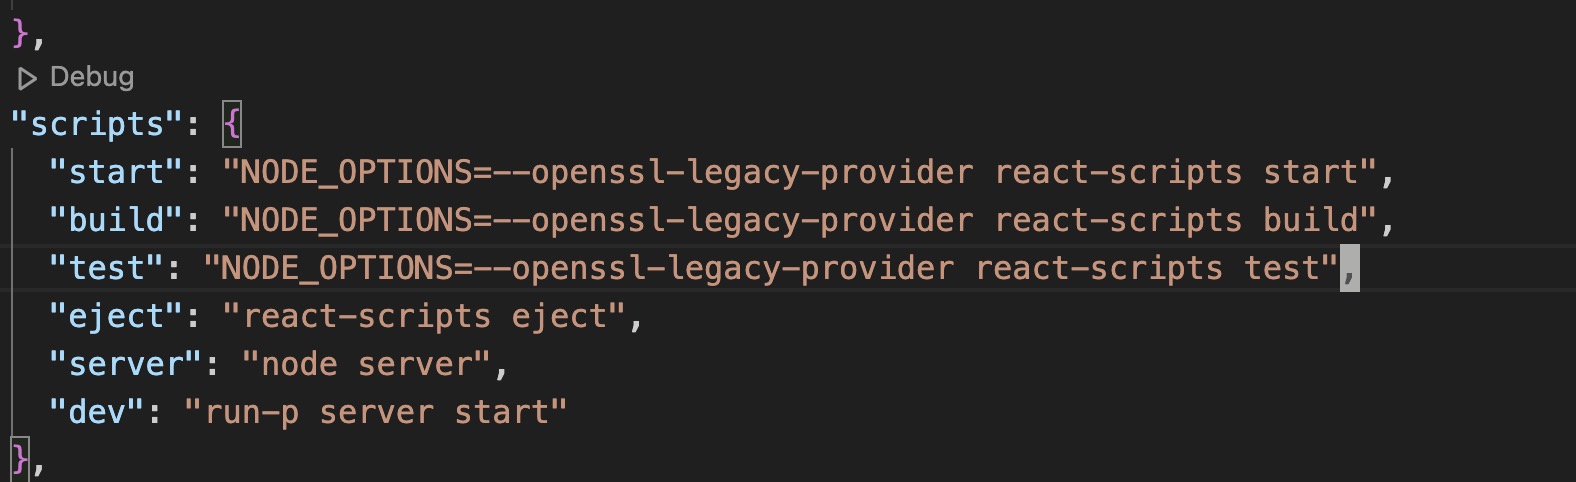 },
Debug
"scripts": {
"start": "NODE_OPTIONS=--openssl-legacy-provider react-scripts start",
"build": "NODE_OPTIONS=--openssl-legacy-provider react-scripts build",
"test": "NODE_OPTIONS=--openssl-legacy-provider react-scripts test",
"eject": "react-scripts eject",
"server": "node server",
"dev": "run-p server start"
},